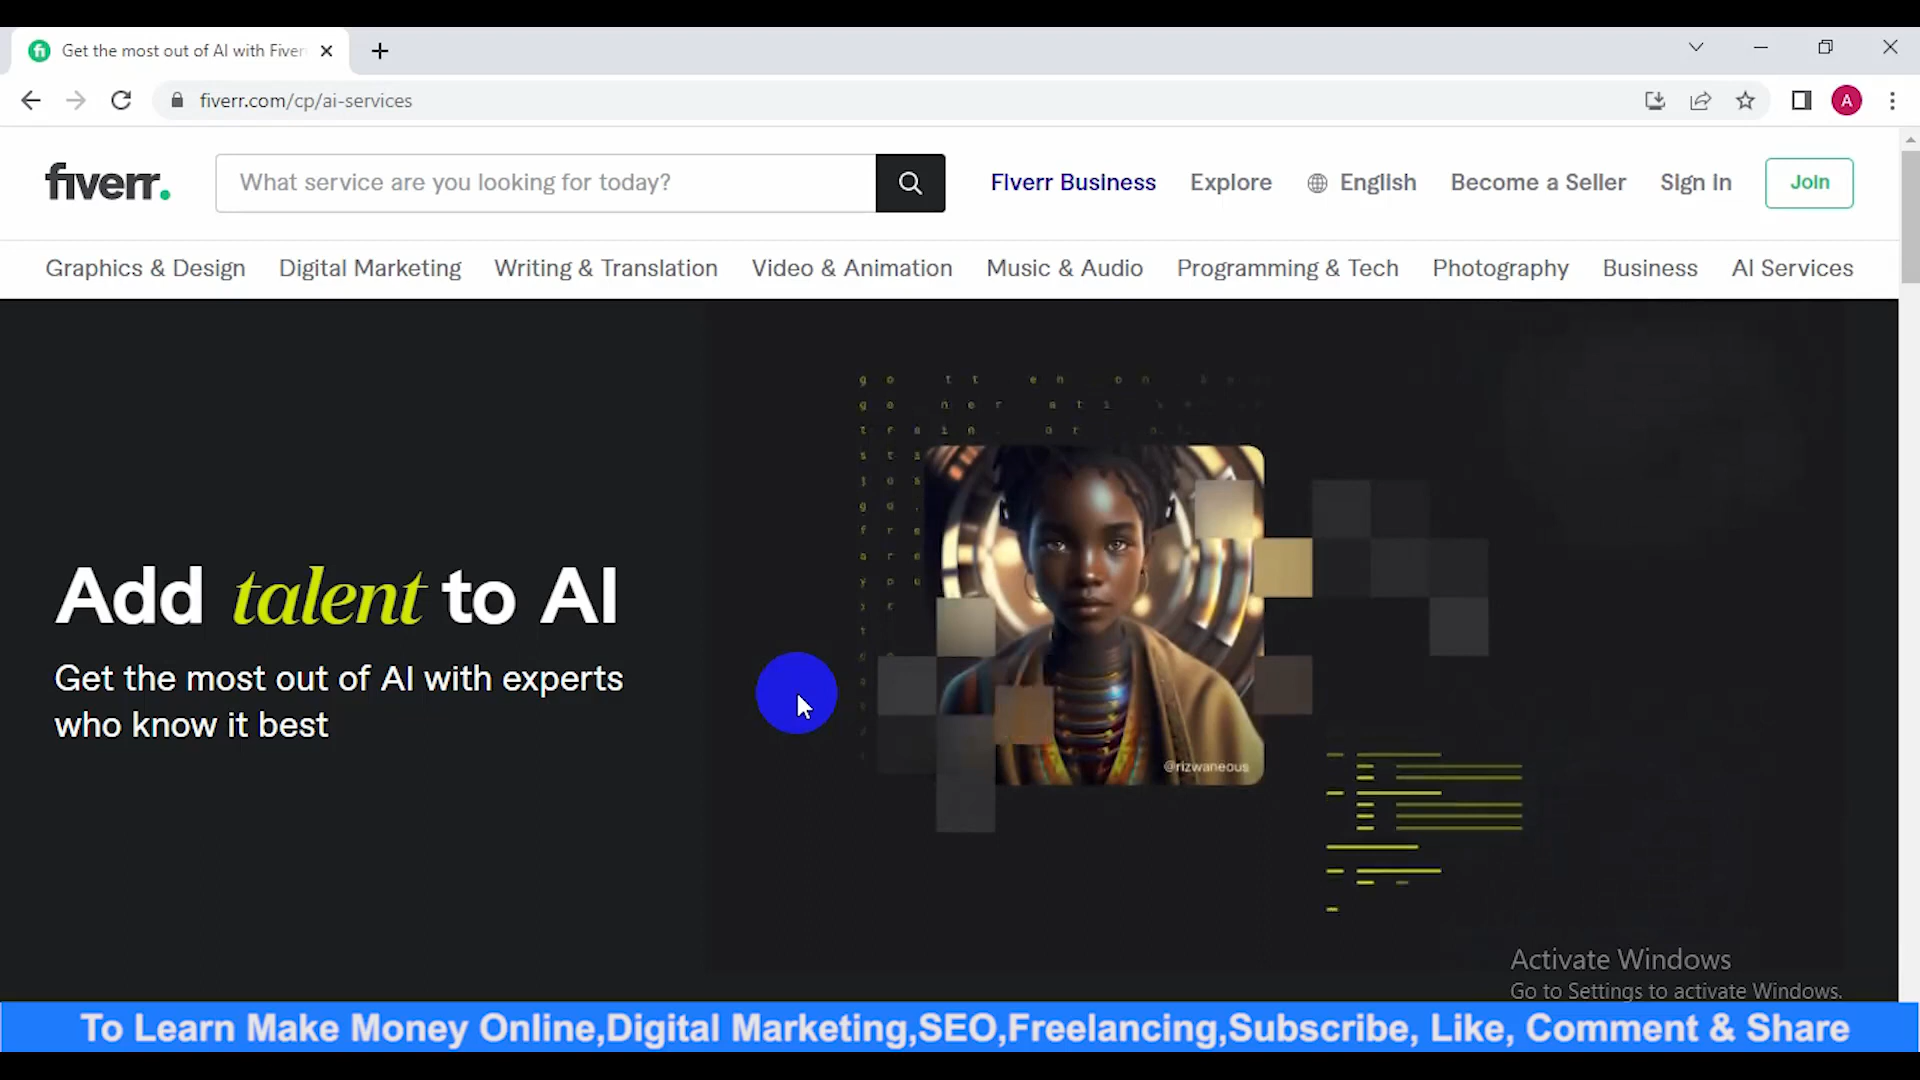 Get the most out of AI with Fiver
fiverr.com/cp/ai-services
A
fiverr.
What service are you looking for today?
Fiverr Business
Explore
English
Become a Seller
Sign In
Join
Graphics & Design
Digital Marketing
Writing & Translation
Video & Animation
Music & Audio
Programming & Tech
Photography
Business
AI Services
Add talent to AI
Get the most out of AI with experts
who know it best
@rizwaneous
Activate Windows
Go to Settings to activate Windows.
To Learn Make Money Online,Digital Marketing,SEO,Freelancing,Subscribe, Like, Comment & Share